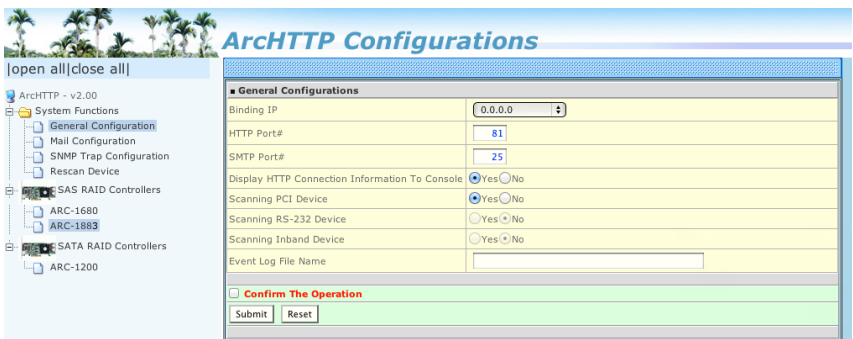 ArcHTTP Configurations
|open all|close all|
ArcHTTP - v2.00
System Functions
General Configuration
Mail Configuration
SNMP Trap Configuration
Rescan Device
SAS RAID Controllers
ARC-1680
ARC-1883
SATA RAID Controllers
ARC-1200
General Configurations
Binding IP 0.0.0.0
HTTP Port# 81
SMTP Port# 25
Display HTTP Connection Information To Console Yes No
Scanning PCI Device Yes No
Scanning RS-232 Device Yes No
Scanning Inband Device Yes No
Event Log File Name
Confirm The Operation
Submit Reset